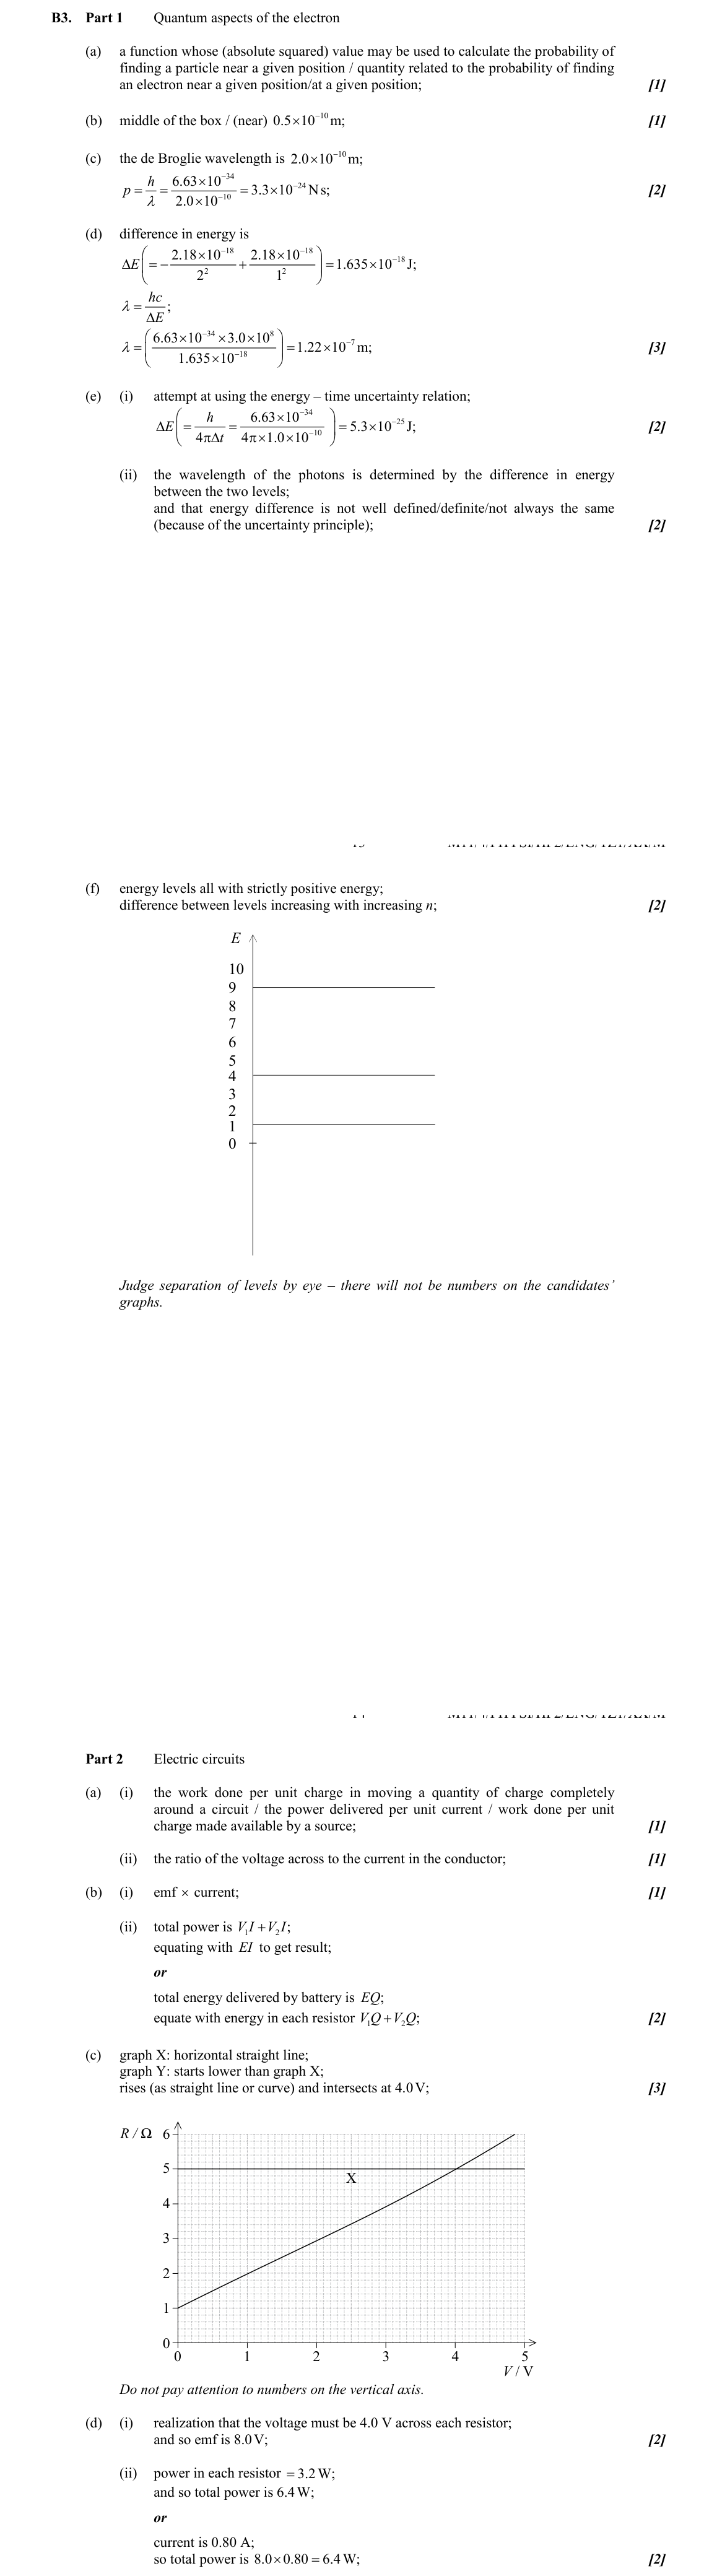 B3. Part 1 Quantum aspects of the electron
(a) a function whose (absolute squared) value may be used to calculate the probability of
finding a particle near a given position / quantity related to the probability of finding
an electron near a given position/at a given position; [1]
(b) middle of the box / (near) 0.5×10⁻¹⁰ m; [1]
(c) the de Broglie wavelength is 2.0×10⁻¹⁰ m;
p = h/λ = 6.63×10⁻³⁴/2.0×10⁻¹⁰ = 3.3×10⁻²⁴ N s; [2]
(d) difference in energy is
ΔE(= −2.18×10⁻¹⁸/2² + 2.18×10⁻¹⁸/1²) = 1.635×10⁻¹⁸ J;
λ = hc/ΔE;
λ = (6.63×10⁻³⁴×3.0×10⁸/1.635×10⁻¹⁸) = 1.22×10⁻⁷ m; [3]
(e) (i) attempt at using the energy – time uncertainty relation;
ΔE(= h/4πΔt = 6.63×10⁻³⁴/4π×1.0×10⁻¹⁰) = 5.3×10⁻²⁵ J; [2]
(ii) the wavelength of the photons is determined by the difference in energy
between the two levels;
and that energy difference is not well defined/definite/not always the same
(because of the uncertainty principle); [2]
(f) energy levels all with strictly positive energy;
difference between levels increasing with increasing n; [2]
E
10
9
8
7
6
5
4
3
2
1
0
Judge separation of levels by eye – there will not be numbers on the candidates'
graphs.
Part 2 Electric circuits
(a) (i) the work done per unit charge in moving a quantity of charge completely
around a circuit / the power delivered per unit current / work done per unit
charge made available by a source; [1]
(ii) the ratio of the voltage across to the current in the conductor; [1]
(b) (i) emf × current; [1]
(ii) total power is V₁I + V₂I;
equating with EI to get result;
or
total energy delivered by battery is EQ;
equate with energy in each resistor V₁Q + V₂Q; [2]
(c) graph X: horizontal straight line;
graph Y: starts lower than graph X;
rises (as straight line or curve) and intersects at 4.0 V; [3]
R / Ω 6
5
X
4
3
2
1
0
0 1 2 3 4 5
V / V
Do not pay attention to numbers on the vertical axis.
(d) (i) realization that the voltage must be 4.0 V across each resistor;
and so emf is 8.0 V; [2]
(ii) power in each resistor = 3.2 W;
and so total power is 6.4 W;
or
current is 0.80 A;
so total power is 8.0×0.80 = 6.4 W; [2]